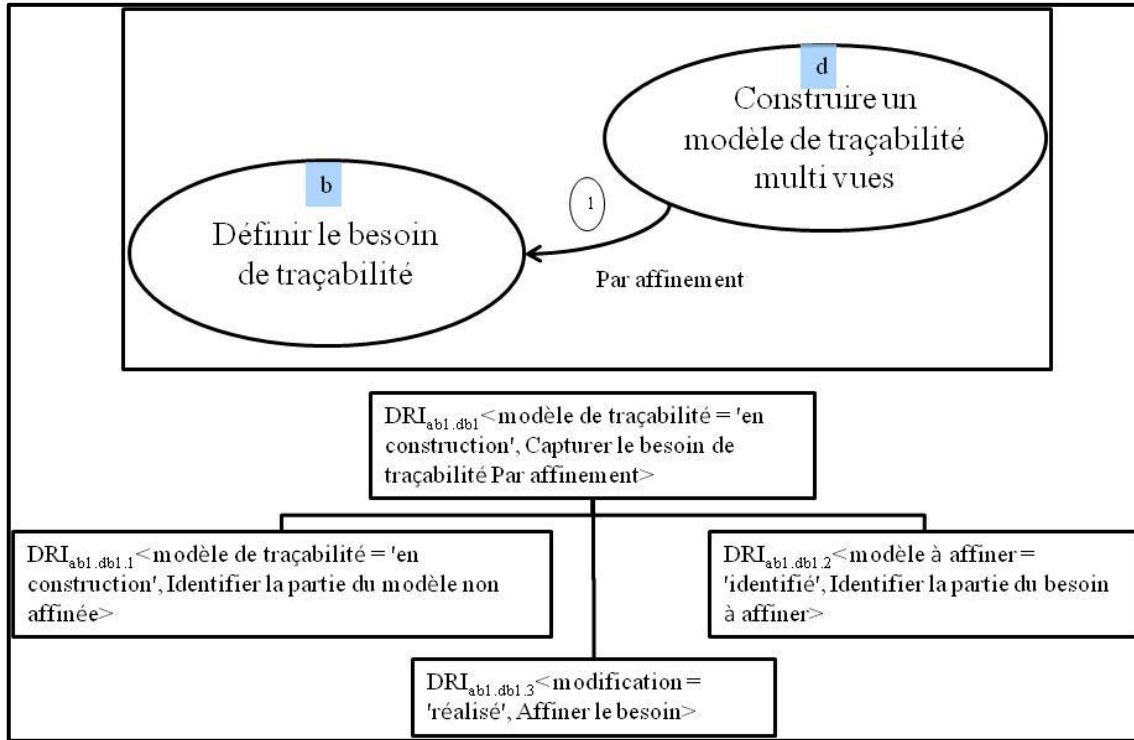 d
Construire un
modèle de traçabilité
multi vues
b
Définir le besoin
de traçabilité
1
Par affinement
DRIab1.db1<modèle de traçabilité = 'en
construction', Capturer le besoin de
traçabilité Par affinement>
DRIab1.db1.1<modèle de traçabilité = 'en
construction', Identifier la partie du modèle non
affinée>
DRIab1.db1.2<modèle à affiner =
'identifié', Identifier la partie du besoin
à affiner>
DRIab1.db1.3<modification =
'réalisé', Affiner le besoin>